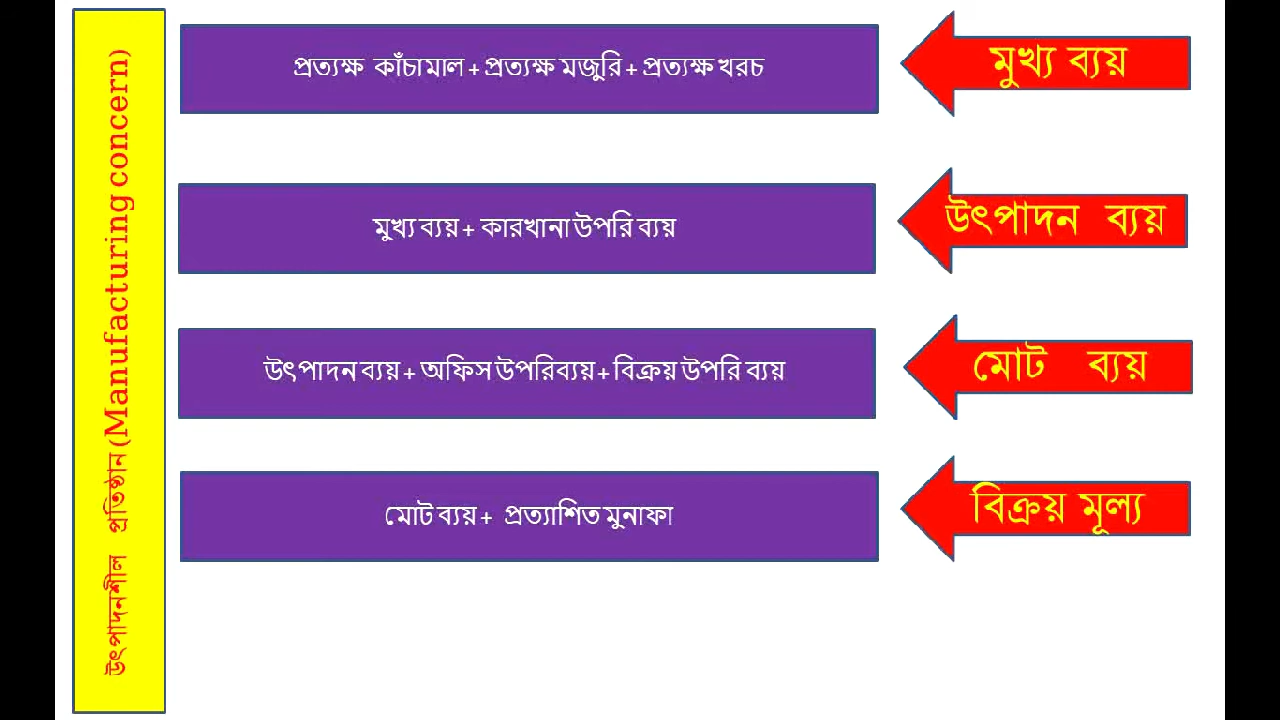 উৎপাদনশীল প্রতিষ্ঠান (Manufacturing concern)
প্রত্যক্ষ কাঁচামাল + প্রত্যক্ষ মজুরি + প্রত্যক্ষ খরচ
মুখ্য ব্যয়
মুখ্য ব্যয় + কারখানা উপরি ব্যয়
উৎপাদন ব্যয়
উৎপাদন ব্যয় + অফিস উপরিব্যয় + বিক্রয় উপরি ব্যয়
মোট ব্যয়
মোট ব্যয় + প্রত্যাশিত মুনাফা
বিক্রয় মূল্য